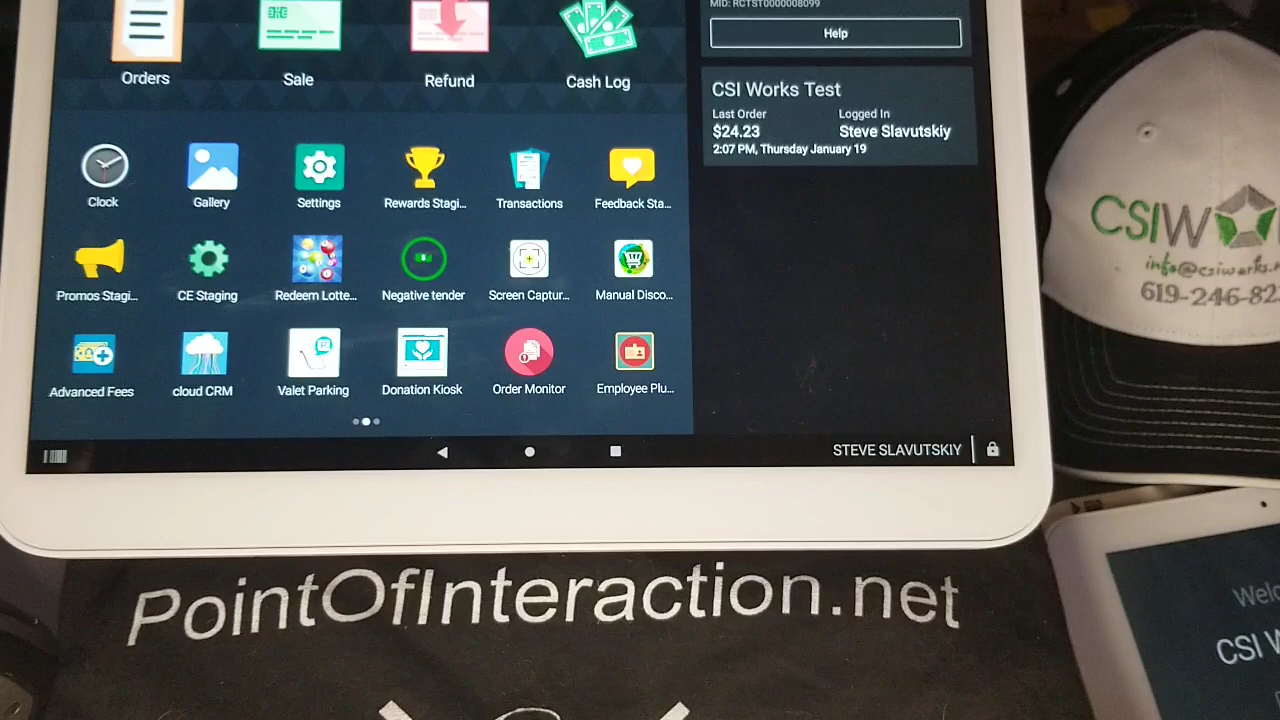 MID: RCTST0000008099
Help
Orders
Sale
Refund
Cash Log
CSI Works Test
Last Order
Logged In
$24.23
Steve Slavutskiy
2:07 PM, Thursday January 19
Clock
Gallery
Settings
Rewards Stagi...
Transactions
Feedback Sta...
Promos Stagi...
CE Staging
Redeem Lotte...
Negative tender
Screen Captur...
Manual Disco...
Advanced Fees
cloud CRM
Valet Parking
Donation Kiosk
Order Monitor
Employee Plu...
STEVE SLAVUTSKIY
CSIW
info@csiworks.n
619-246-82
PointOfInteraction.net
Welc
CSI W